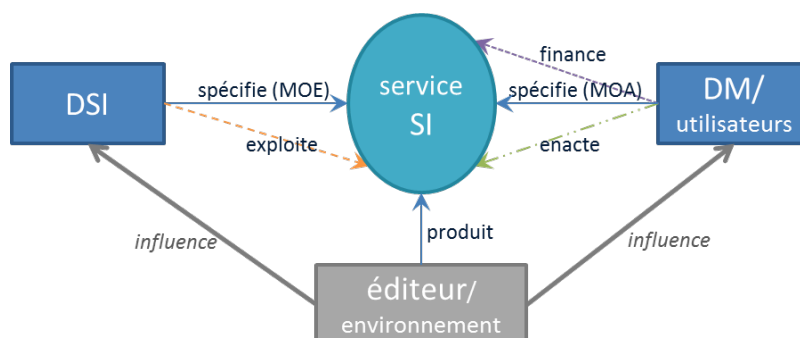 finance
service
SI
DSI
spécifie (MOE)
spécifie (MOA)
DM/
utilisateurs
exploite
enacte
influence
produit
influence
éditeur/
environnement